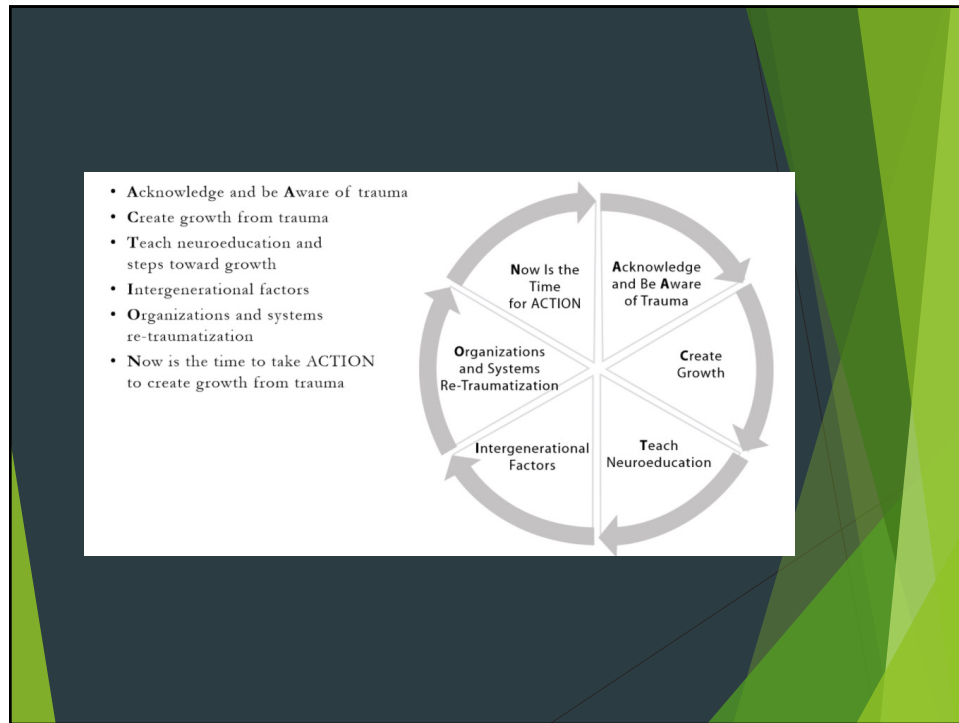 • Acknowledge and be Aware of trauma
• Create growth from trauma
• Teach neuroeducation and
steps toward growth
• Intergenerational factors
• Organizations and systems
re-traumatization
• Now is the time to take ACTION
to create growth from trauma
Now Is the
Time
for ACTION
Acknowledge
and Be Aware
of Trauma
Organizations
and Systems
Re-Traumatization
Create
Growth
Intergenerational
Factors
Teach
Neuroeducation